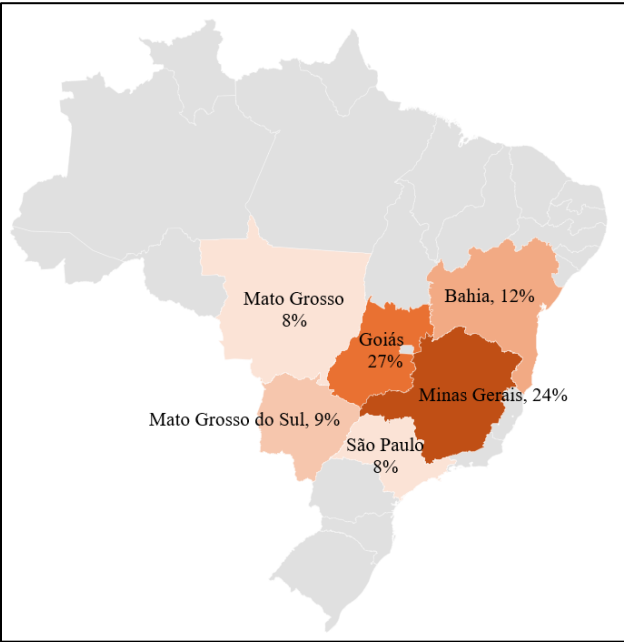 Mato Grosso
8%
Bahia, 12%
Goiás
27%
Minas Gerais, 24%
Mato Grosso do Sul, 9%
São Paulo
8%